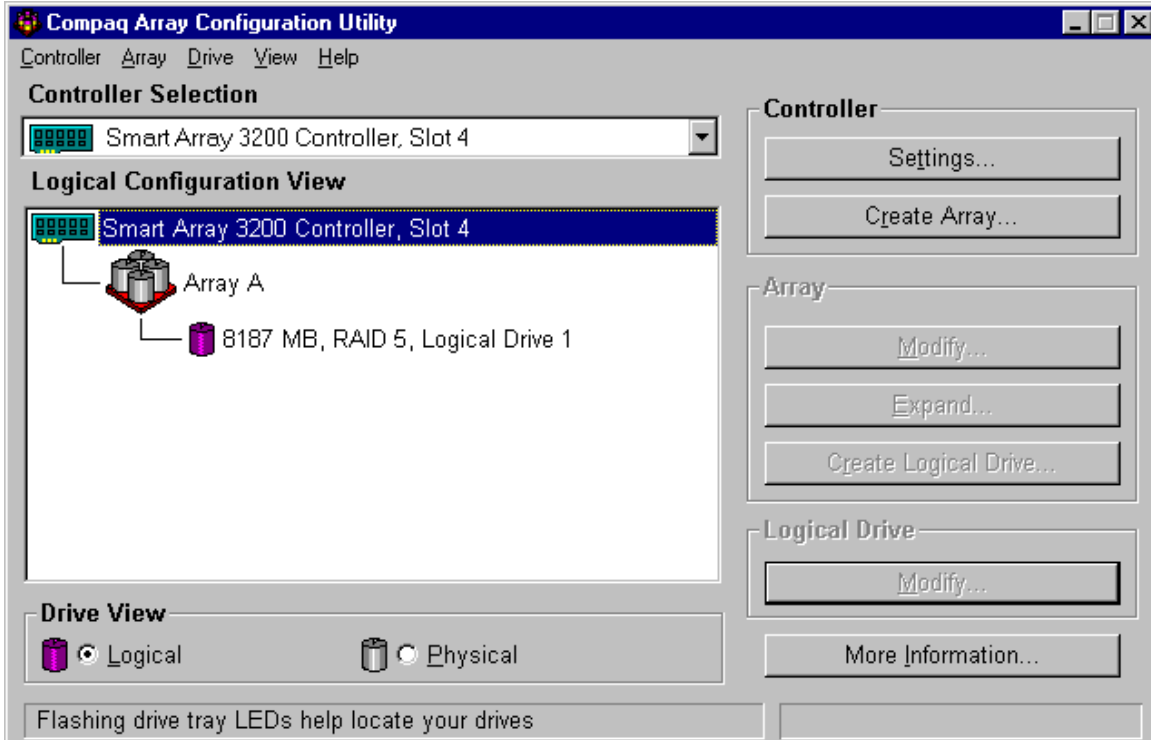 Compaq Array Configuration Utility
Controller Array Drive View Help
Controller Selection
Smart Array 3200 Controller, Slot 4
Logical Configuration View
Smart Array 3200 Controller, Slot 4
Array A
8187 MB, RAID 5, Logical Drive 1
Drive View
Logical
Physical
Flashing drive tray LEDs help locate your drives
Controller
Settings...
Create Array...
Array
Modify...
Expand...
Create Logical Drive...
Logical Drive
Modify...
More Information...